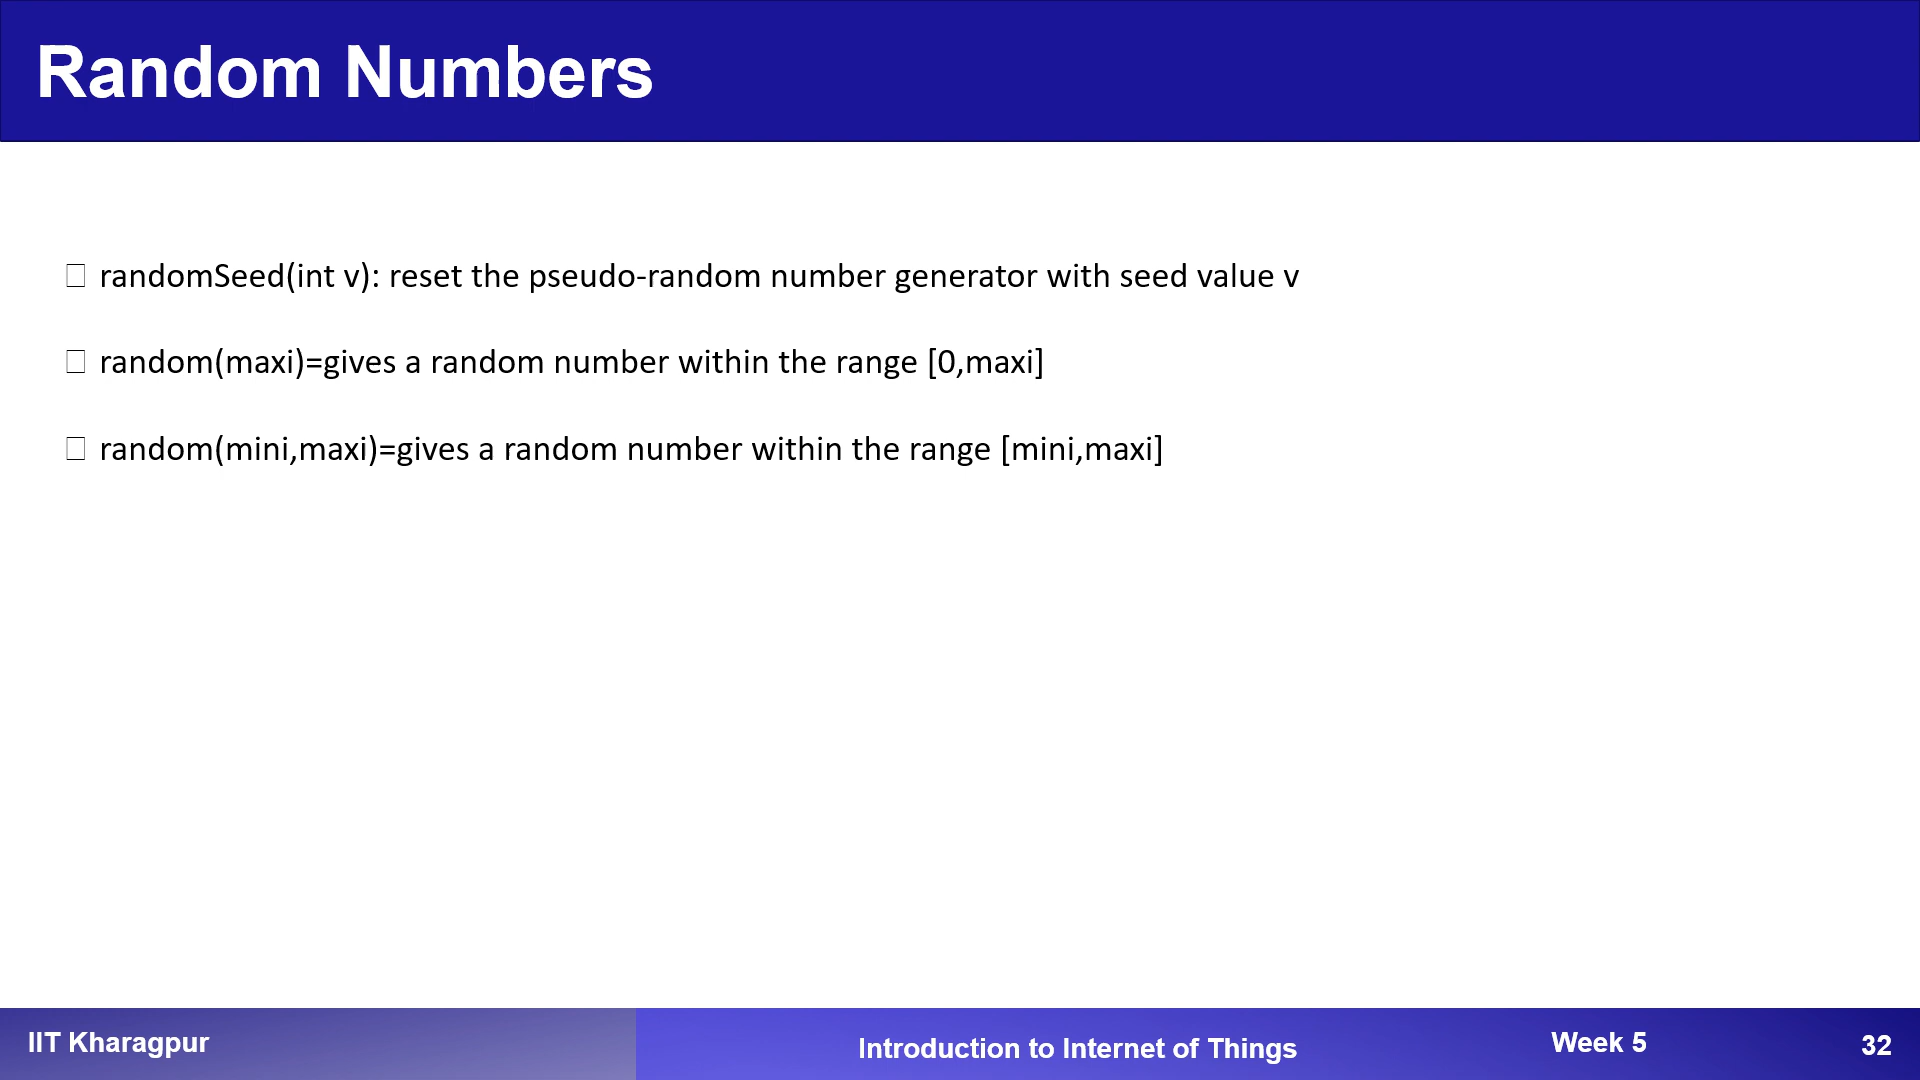 Random Numbers
randomSeed(int v): reset the pseudo-random number generator with seed value v
random(maxi)=gives a random number within the range [0,maxi]
random(mini,maxi)=gives a random number within the range [mini,maxi]
IIT Kharagpur
Introduction to Internet of Things
Week 5
32